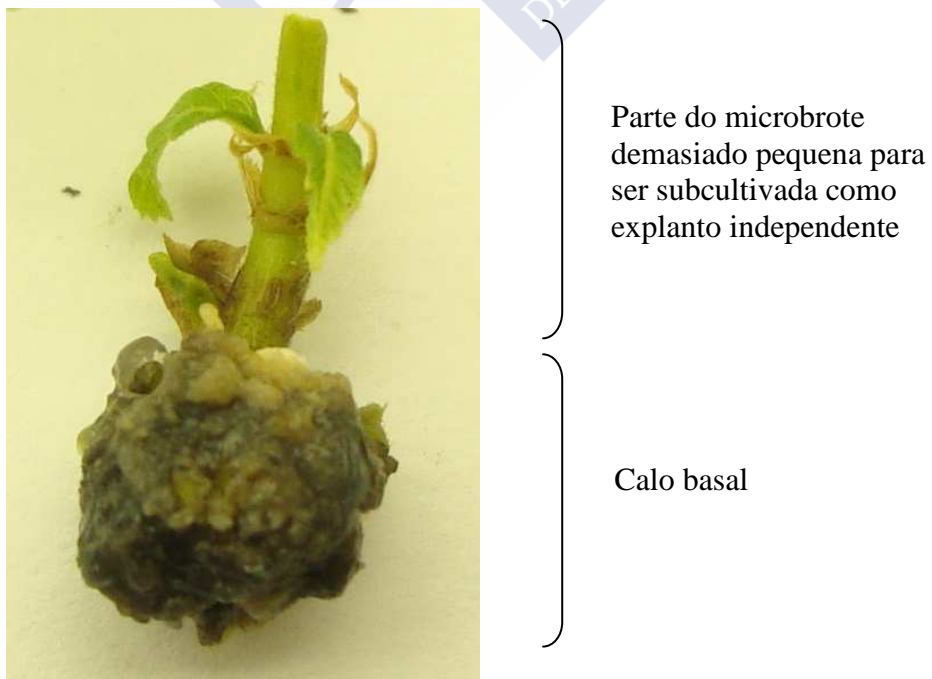 Parte do microbrote
demasiado pequena para
ser subcultivada como
explanto independente
Calo basal